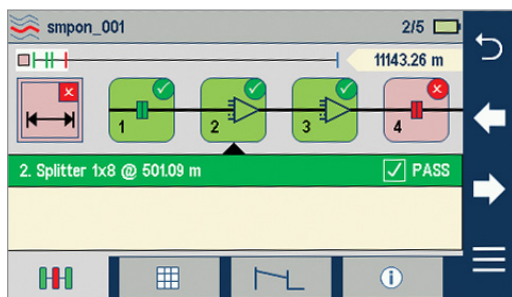 smpon_001
2/5
11143.26 m
1
2
3
4
2. Splitter 1x8 @ 501.09 m
PASS
i